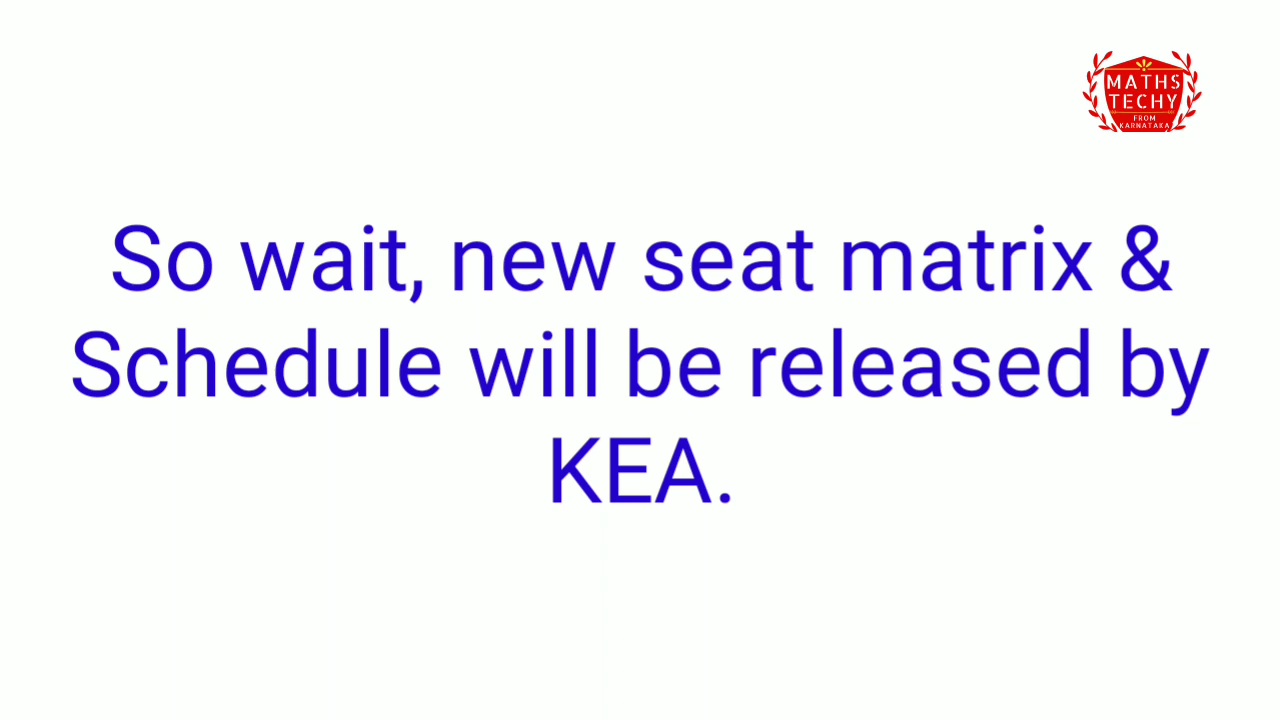 MATHS
TECHY
FROM
KARNATAKA
So wait, new seat matrix &
Schedule will be released by
KEA.